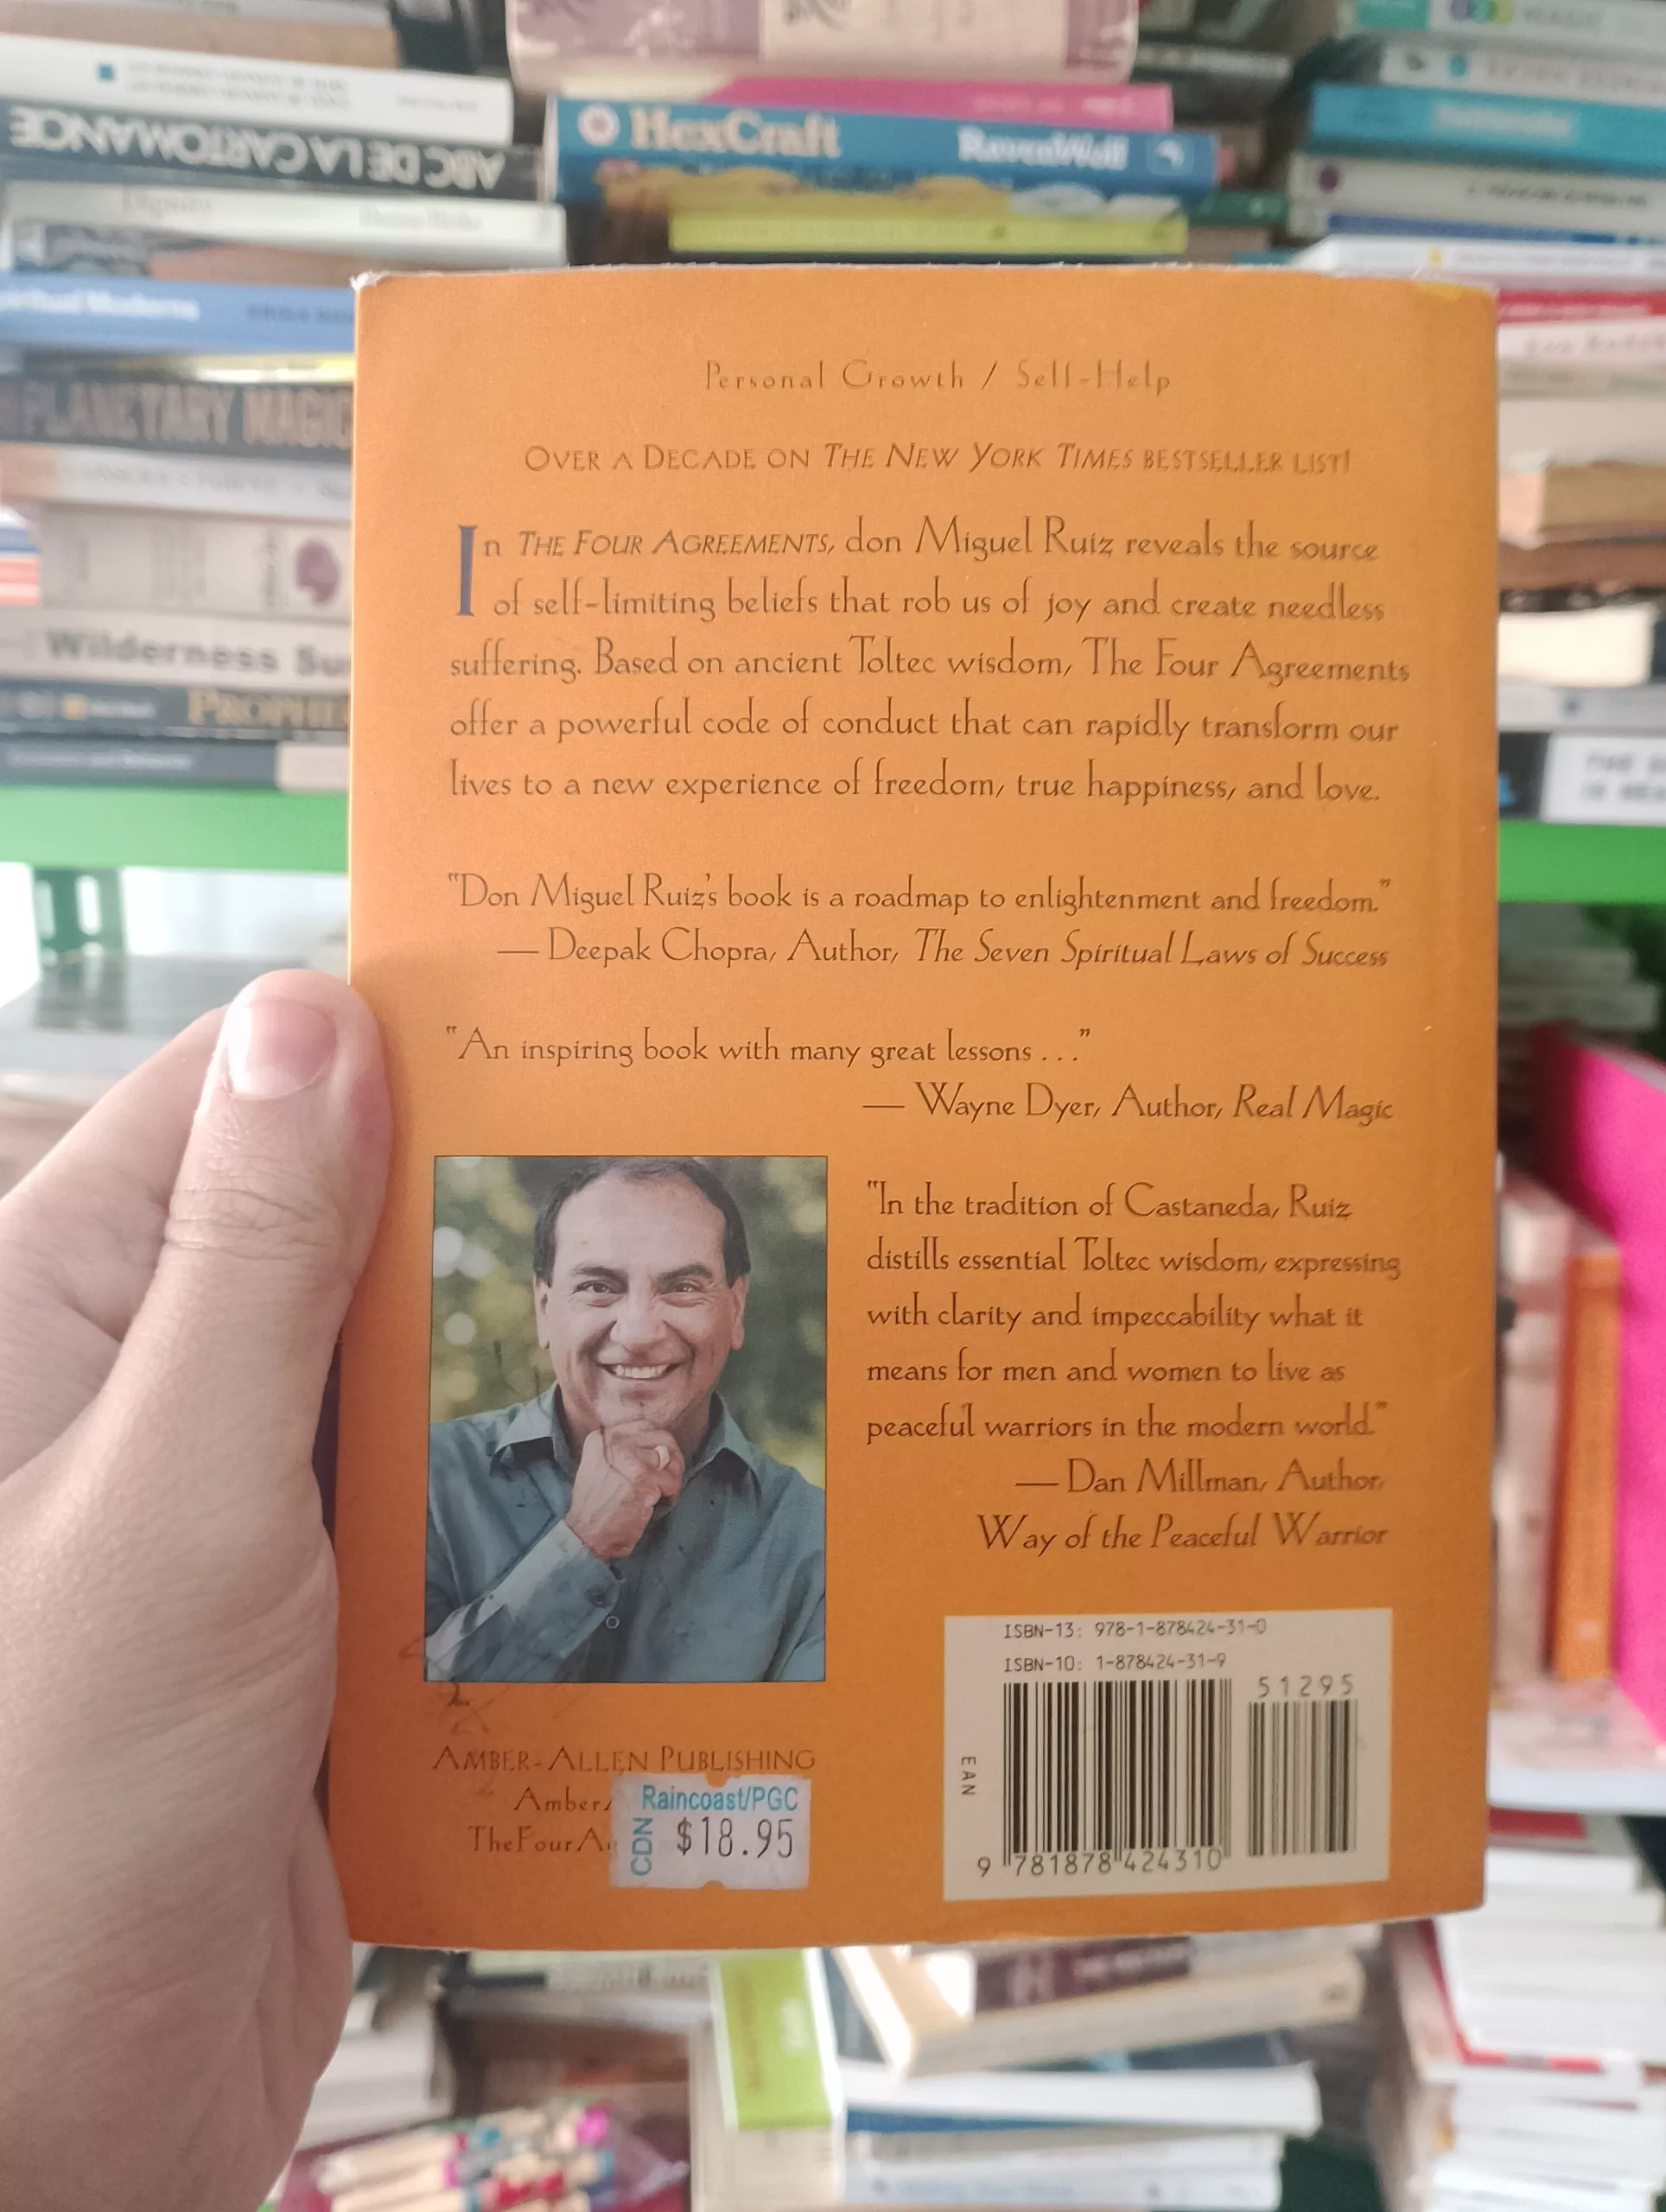 ABC DE LA CARTOMANCE
HexCraft RavenWolf
Dignity
PLANETARY MAGIC
Wilderness Su
PROPHE
Personal Growth / Self-Help
OVER A DECADE ON THE NEW YORK TIMES BESTSELLER LIST!
In THE FOUR AGREEMENTS, don Miguel Ruiz reveals the source
of self-limiting beliefs that rob us of joy and create needless
suffering. Based on ancient Toltec wisdom, The Four Agreements
offer a powerful code of conduct that can rapidly transform our
lives to a new experience of freedom, true happiness, and love.
"Don Miguel Ruiz's book is a roadmap to enlightenment and freedom."
— Deepak Chopra, Author, The Seven Spiritual Laws of Success
"An inspiring book with many great lessons . . ."
— Wayne Dyer, Author, Real Magic
"In the tradition of Castaneda, Ruiz
distills essential Toltec wisdom, expressing
with clarity and impeccability what it
means for men and women to live as
peaceful warriors in the modern world."
— Dan Millman, Author,
Way of the Peaceful Warrior
AMBER-ALLEN PUBLISHING
Amber
TheFourA
Raincoast/PGC
CDN $18.95
ISBN-13: 978-1-878424-31-0
ISBN-10: 1-878424-31-9
51295
EAN
9 781878 424310